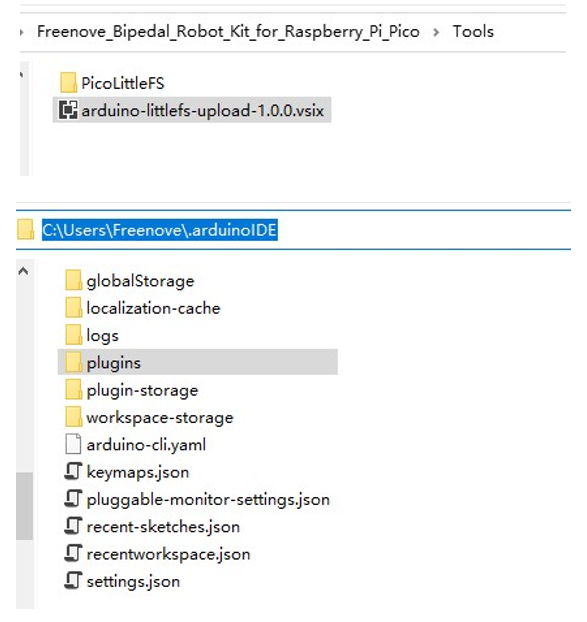 Freenove_Bipedal_Robot_Kit_for_Raspberry_Pi_Pico > Tools
PicoLittleFS
arduino-littlefs-upload-1.0.0.vsix
C:\Users\Freenove\.arduinoIDE
globalStorage
localization-cache
logs
plugins
plugin-storage
workspace-storage
arduino-cli.yaml
keymaps.json
pluggable-monitor-settings.json
recent-sketches.json
recentworkspace.json
settings.json